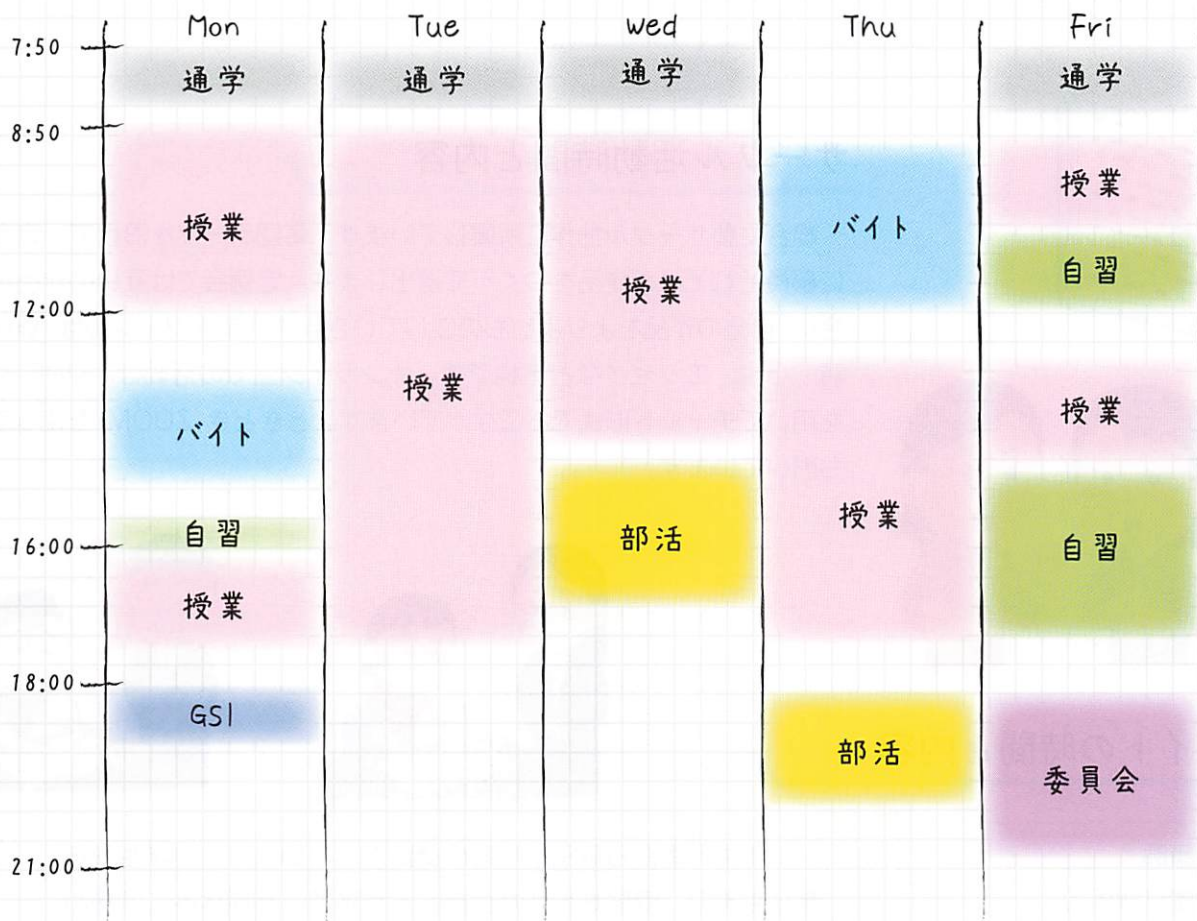 Mon Tue Wed Thu Fri
7:50
通学 通学 通学 通学
8:50
授業 授業 授業 バイト 授業
自習
12:00
バイト 授業 授業
自習
16:00
部活 自習
授業
18:00
GSI
部活 委員会
21:00